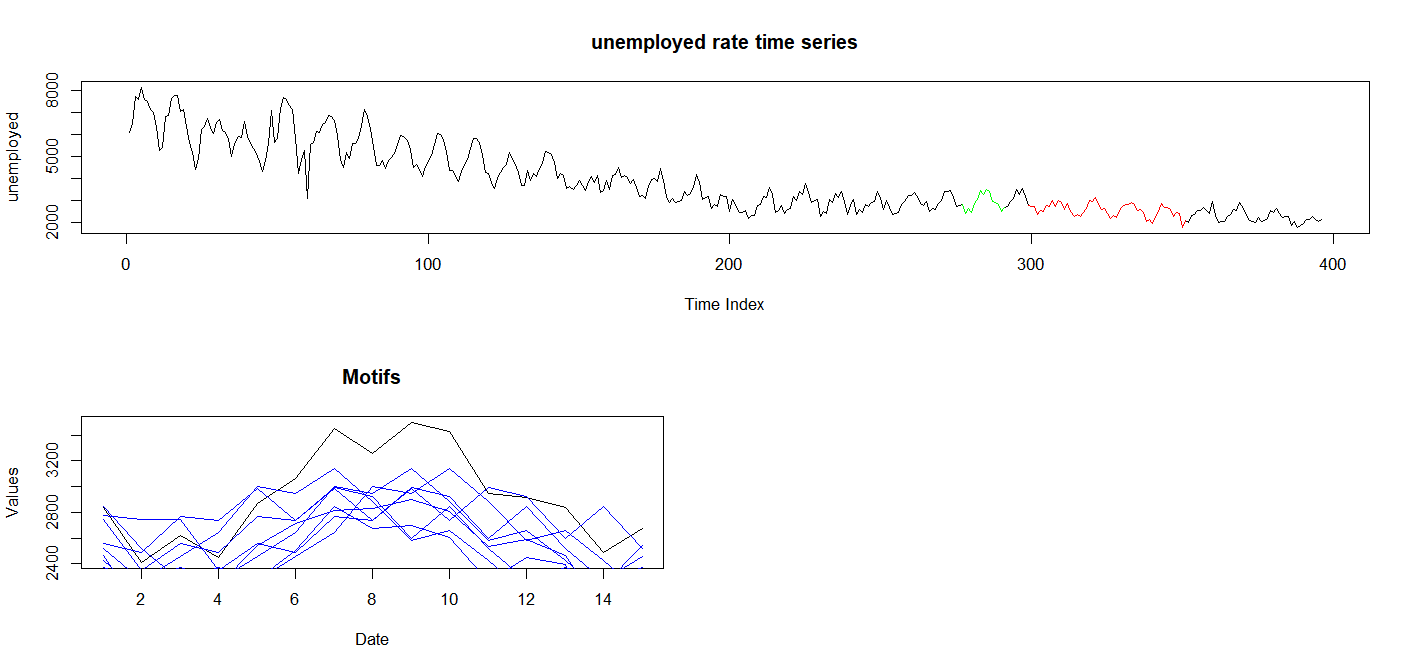 unemployed rate time series
unemployed
8000
5000
2000
0 100 200 300 400
Time Index
Motifs
Values
3200
2800
2400
2 4 6 8 10 12 14
Date